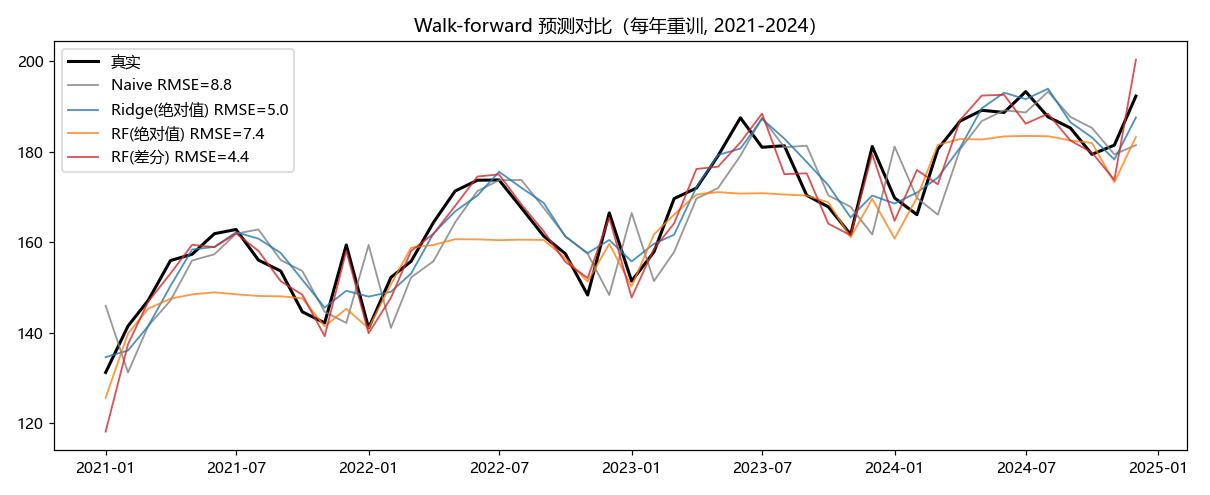 Walk-forward 预测对比（每年重训, 2021-2024）
真实
Naive RMSE=8.8
Ridge(绝对值) RMSE=5.0
RF(绝对值) RMSE=7.4
RF(差分) RMSE=4.4
200
180
160
140
120
2021-01 2021-07 2022-01 2022-07 2023-01 2023-07 2024-01 2024-07 2025-01